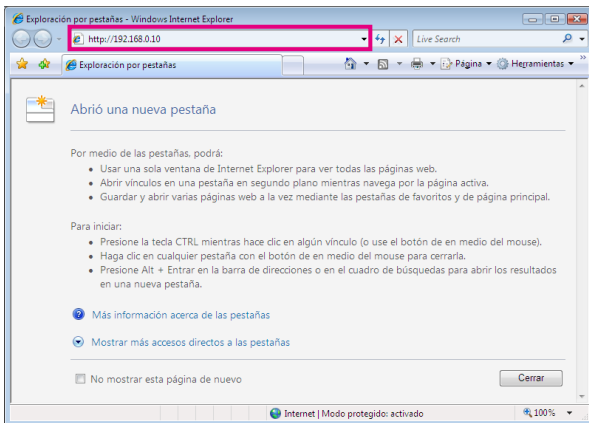 Exploración por pestañas - Windows Internet Explorer
http://192.168.0.10
Live Search
Exploración por pestañas
Página
Herramientas
Abrió una nueva pestaña
Por medio de las pestañas, podrá:
• Usar una sola ventana de Internet Explorer para ver todas las páginas web.
• Abrir vínculos en una pestaña en segundo plano mientras navega por la página activa.
• Guardar y abrir varias páginas web a la vez mediante las pestañas de favoritos y de página principal.
Para iniciar:
• Presione la tecla CTRL mientras hace clic en algún vínculo (o use el botón de en medio del mouse).
• Haga clic en cualquier pestaña con el botón de en medio del mouse para cerrarla.
• Presione Alt + Entrar en la barra de direcciones o en el cuadro de búsquedas para abrir los resultados
en una nueva pestaña.
Más información acerca de las pestañas
Mostrar más accesos directos a las pestañas
No mostrar esta página de nuevo
Cerrar
Internet | Modo protegido: activado
100%